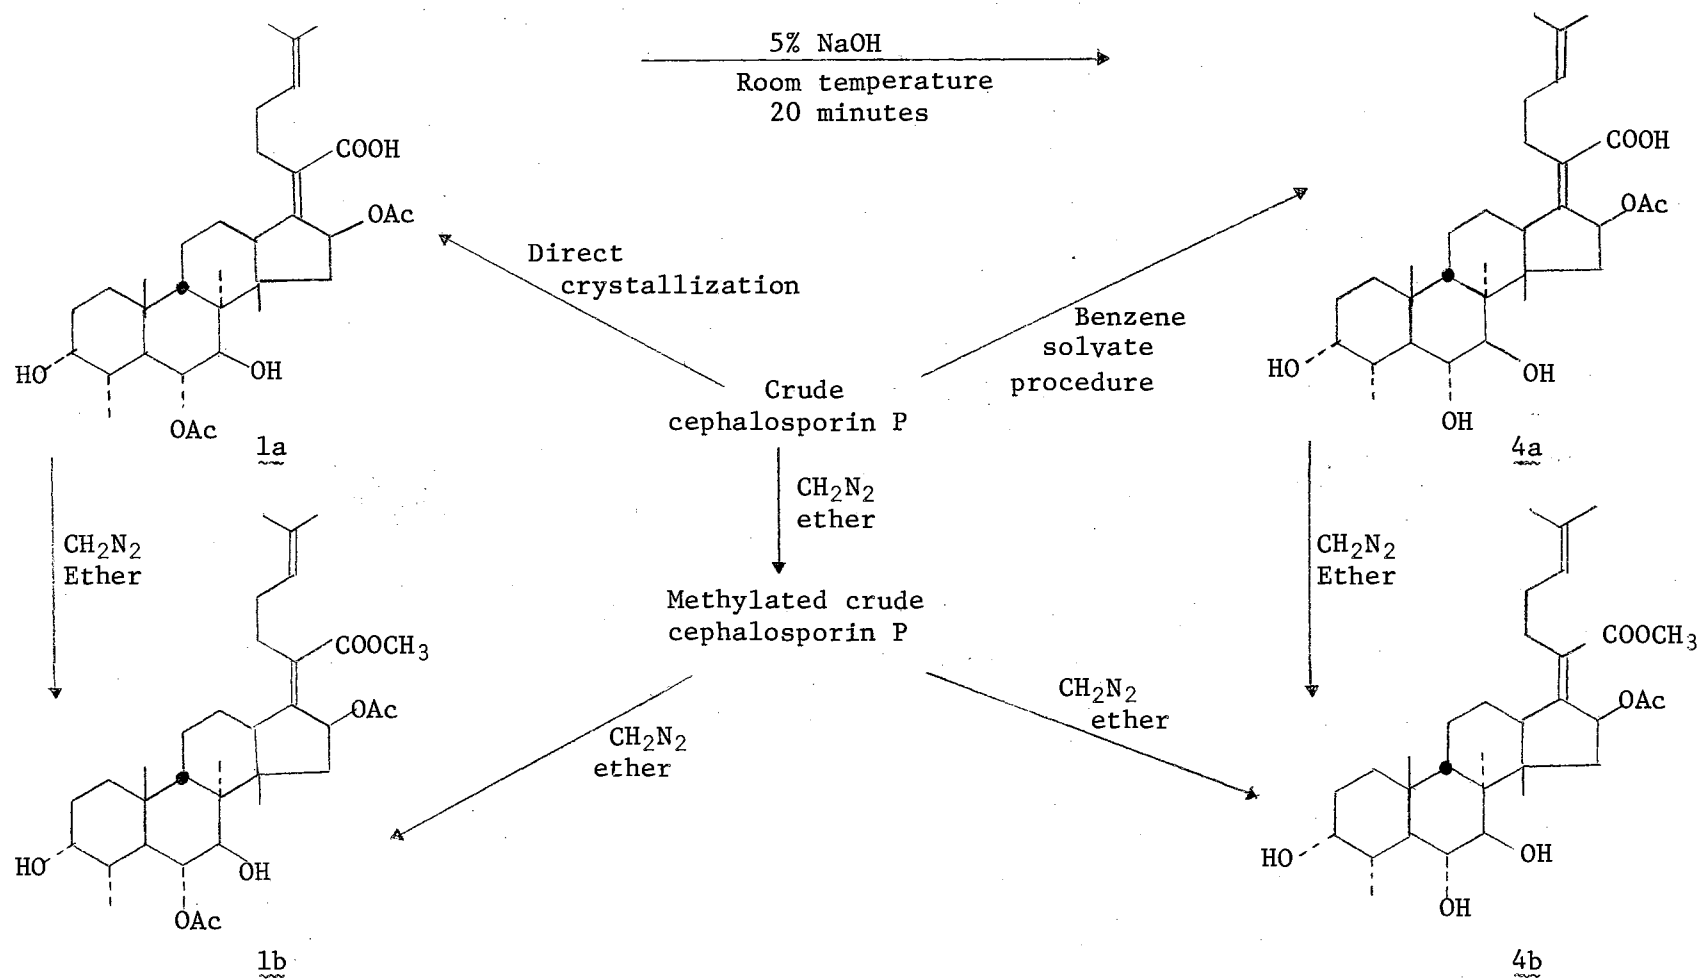 5% NaOH
Room temperature
20 minutes
COOH
OAc
HO
OH
OAc
1a
Direct
crystallization
Benzene
solvate
procedure
Crude
cephalosporin P
COOH
OAc
HO
OH
OH
4a
CH2N2
Ether
CH2N2
ether
CH2N2
Ether
Methylated crude
cephalosporin P
COOCH3
OAc
HO
OH
OAc
1b
CH2N2
ether
CH2N2
ether
COOCH3
OAc
HO
OH
OH
4b